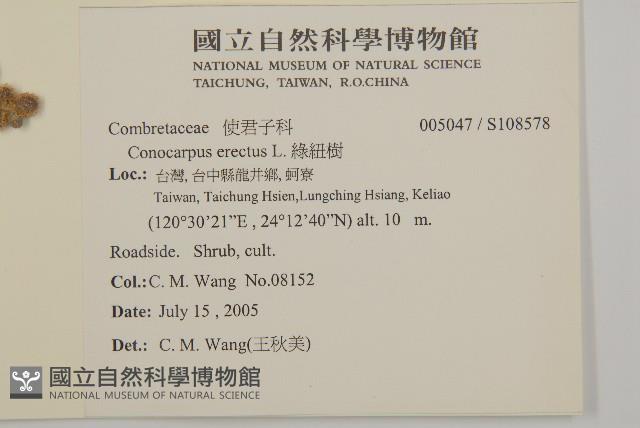 國立自然科學博物館
NATIONAL MUSEUM OF NATURAL SCIENCE
TAICHUNG, TAIWAN, R.O.CHINA
Combretaceae 使君子科 005047 / S108578
Conocarpus erectus L. 綠鈕樹
Loc.: 台灣, 台中縣龍井鄉, 蚵寮
Taiwan, Taichung Hsien,Lungching Hsiang, Keliao
(120°30'21”E , 24°12'40”N) alt. 10 m.
Roadside. Shrub, cult.
Col.: C. M. Wang No.08152
Date: July 15 , 2005
Det.: C. M. Wang(王秋美)
國立自然科學博物館
NATIONAL MUSEUM OF NATURAL SCIENCE